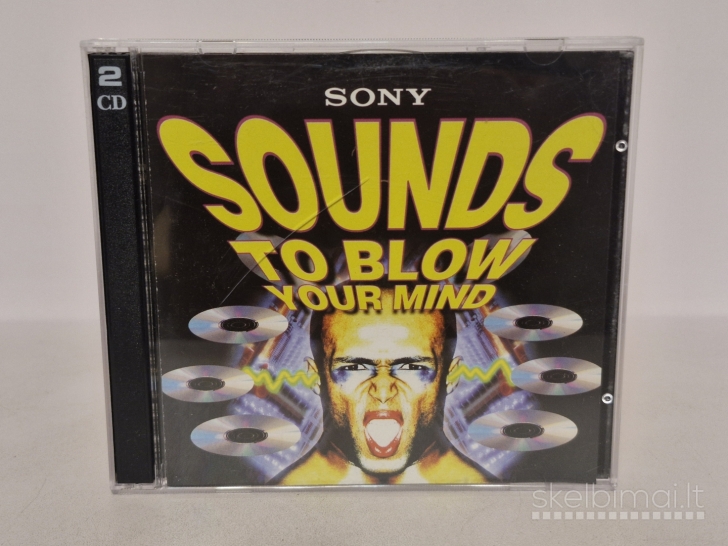 2
CD
SONY
SOUNDS
TO BLOW
YOUR MIND
skelbimai.lt